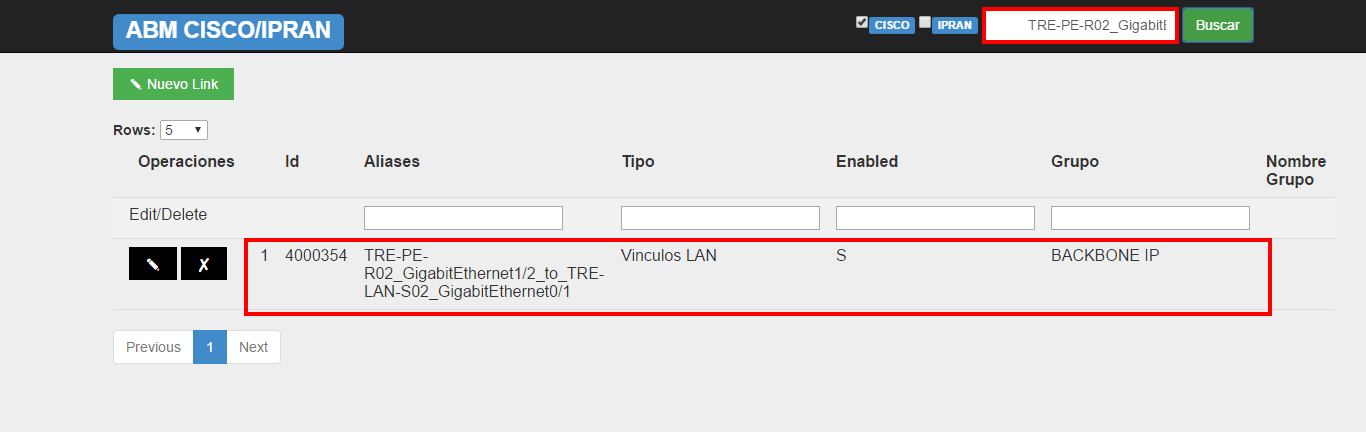 ABM CISCO/IPRAN
CISCO IPRAN TRE-PE-R02_GigabitE Buscar
Nuevo Link
Rows: 5
Operaciones Id Aliases Tipo Enabled Grupo Nombre
Grupo
Edit/Delete
1 4000354 TRE-PE- Vinculos LAN S BACKBONE IP
R02_GigabitEthernet1/2_to_TRE-
LAN-S02_GigabitEthernet0/1
Previous 1 Next